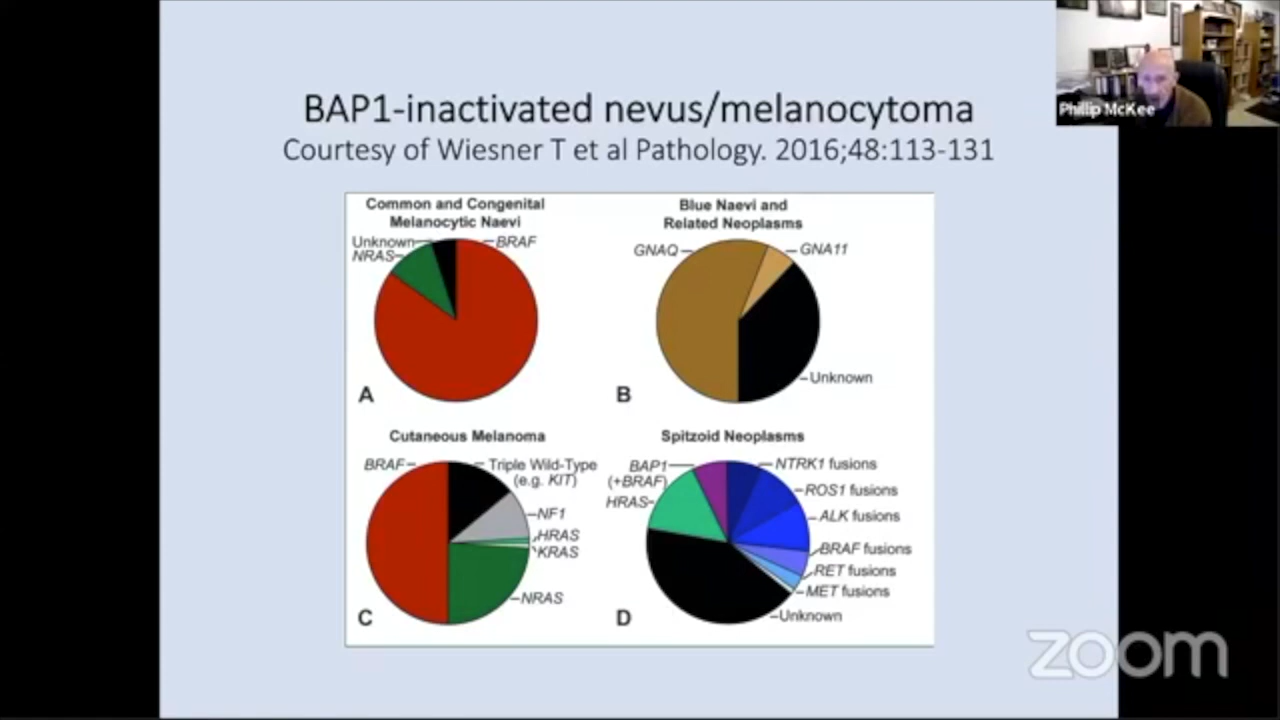 BAP1-inactivated nevus/melanocytoma
Courtesy of Wiesner T et al Pathology. 2016;48:113-131
Phillip McKee
Common and Congenital
Melanocytic Naevi
Unknown
BRAF
NRAS
A
Blue Naevi and
Related Neoplasms
GNAQ
GNA11
Unknown
B
Cutaneous Melanoma
BRAF
Triple Wild-Type
(e.g. KIT)
NF1
HRAS
KRAS
NRAS
C
Spitzoid Neoplasms
BAP1
(+BRAF)
HRAS
NTRK1 fusions
ROS1 fusions
ALK fusions
BRAF fusions
RET fusions
MET fusions
Unknown
D
zoom